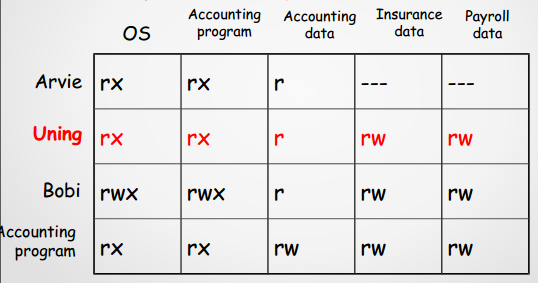 OS Accounting program Accounting data Insurance data Payroll data
Arvie rx rx r --- ---
Uning rx rx r rw rw
Bobi rwx rwx r rw rw
Accounting program rx rx rw rw rw